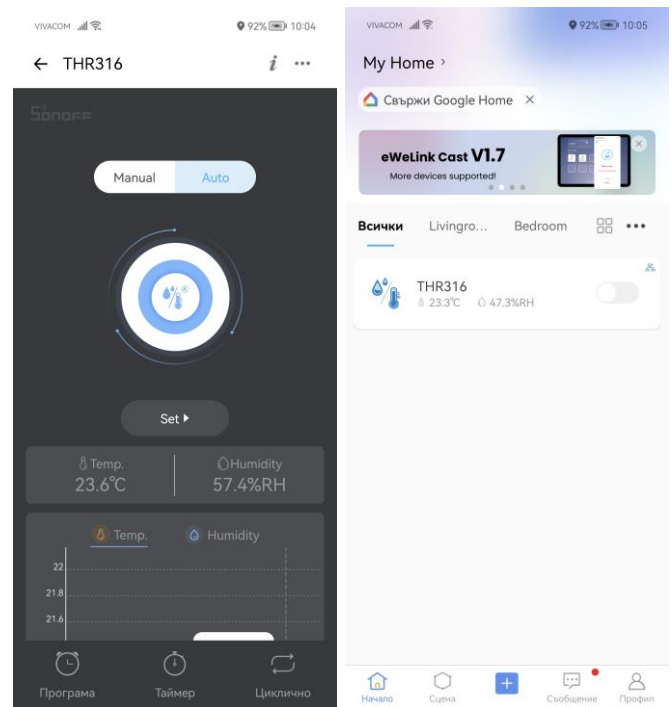 VIVACOM 92% 10:04
THR316
SONOFF
Manual Auto
Set
Temp. Humidity
23.6°C 57.4%RH
Temp. Humidity
22
21.8
21.6
Програма Таймер Циклично
VIVACOM 92% 10:05
My Home
Свържи Google Home
eWeLink Cast V1.7
More devices supported!
Всички Livingro... Bedroom
THR316
23.3°C 47.3%RH
Начало Сцена Съобщение Профил